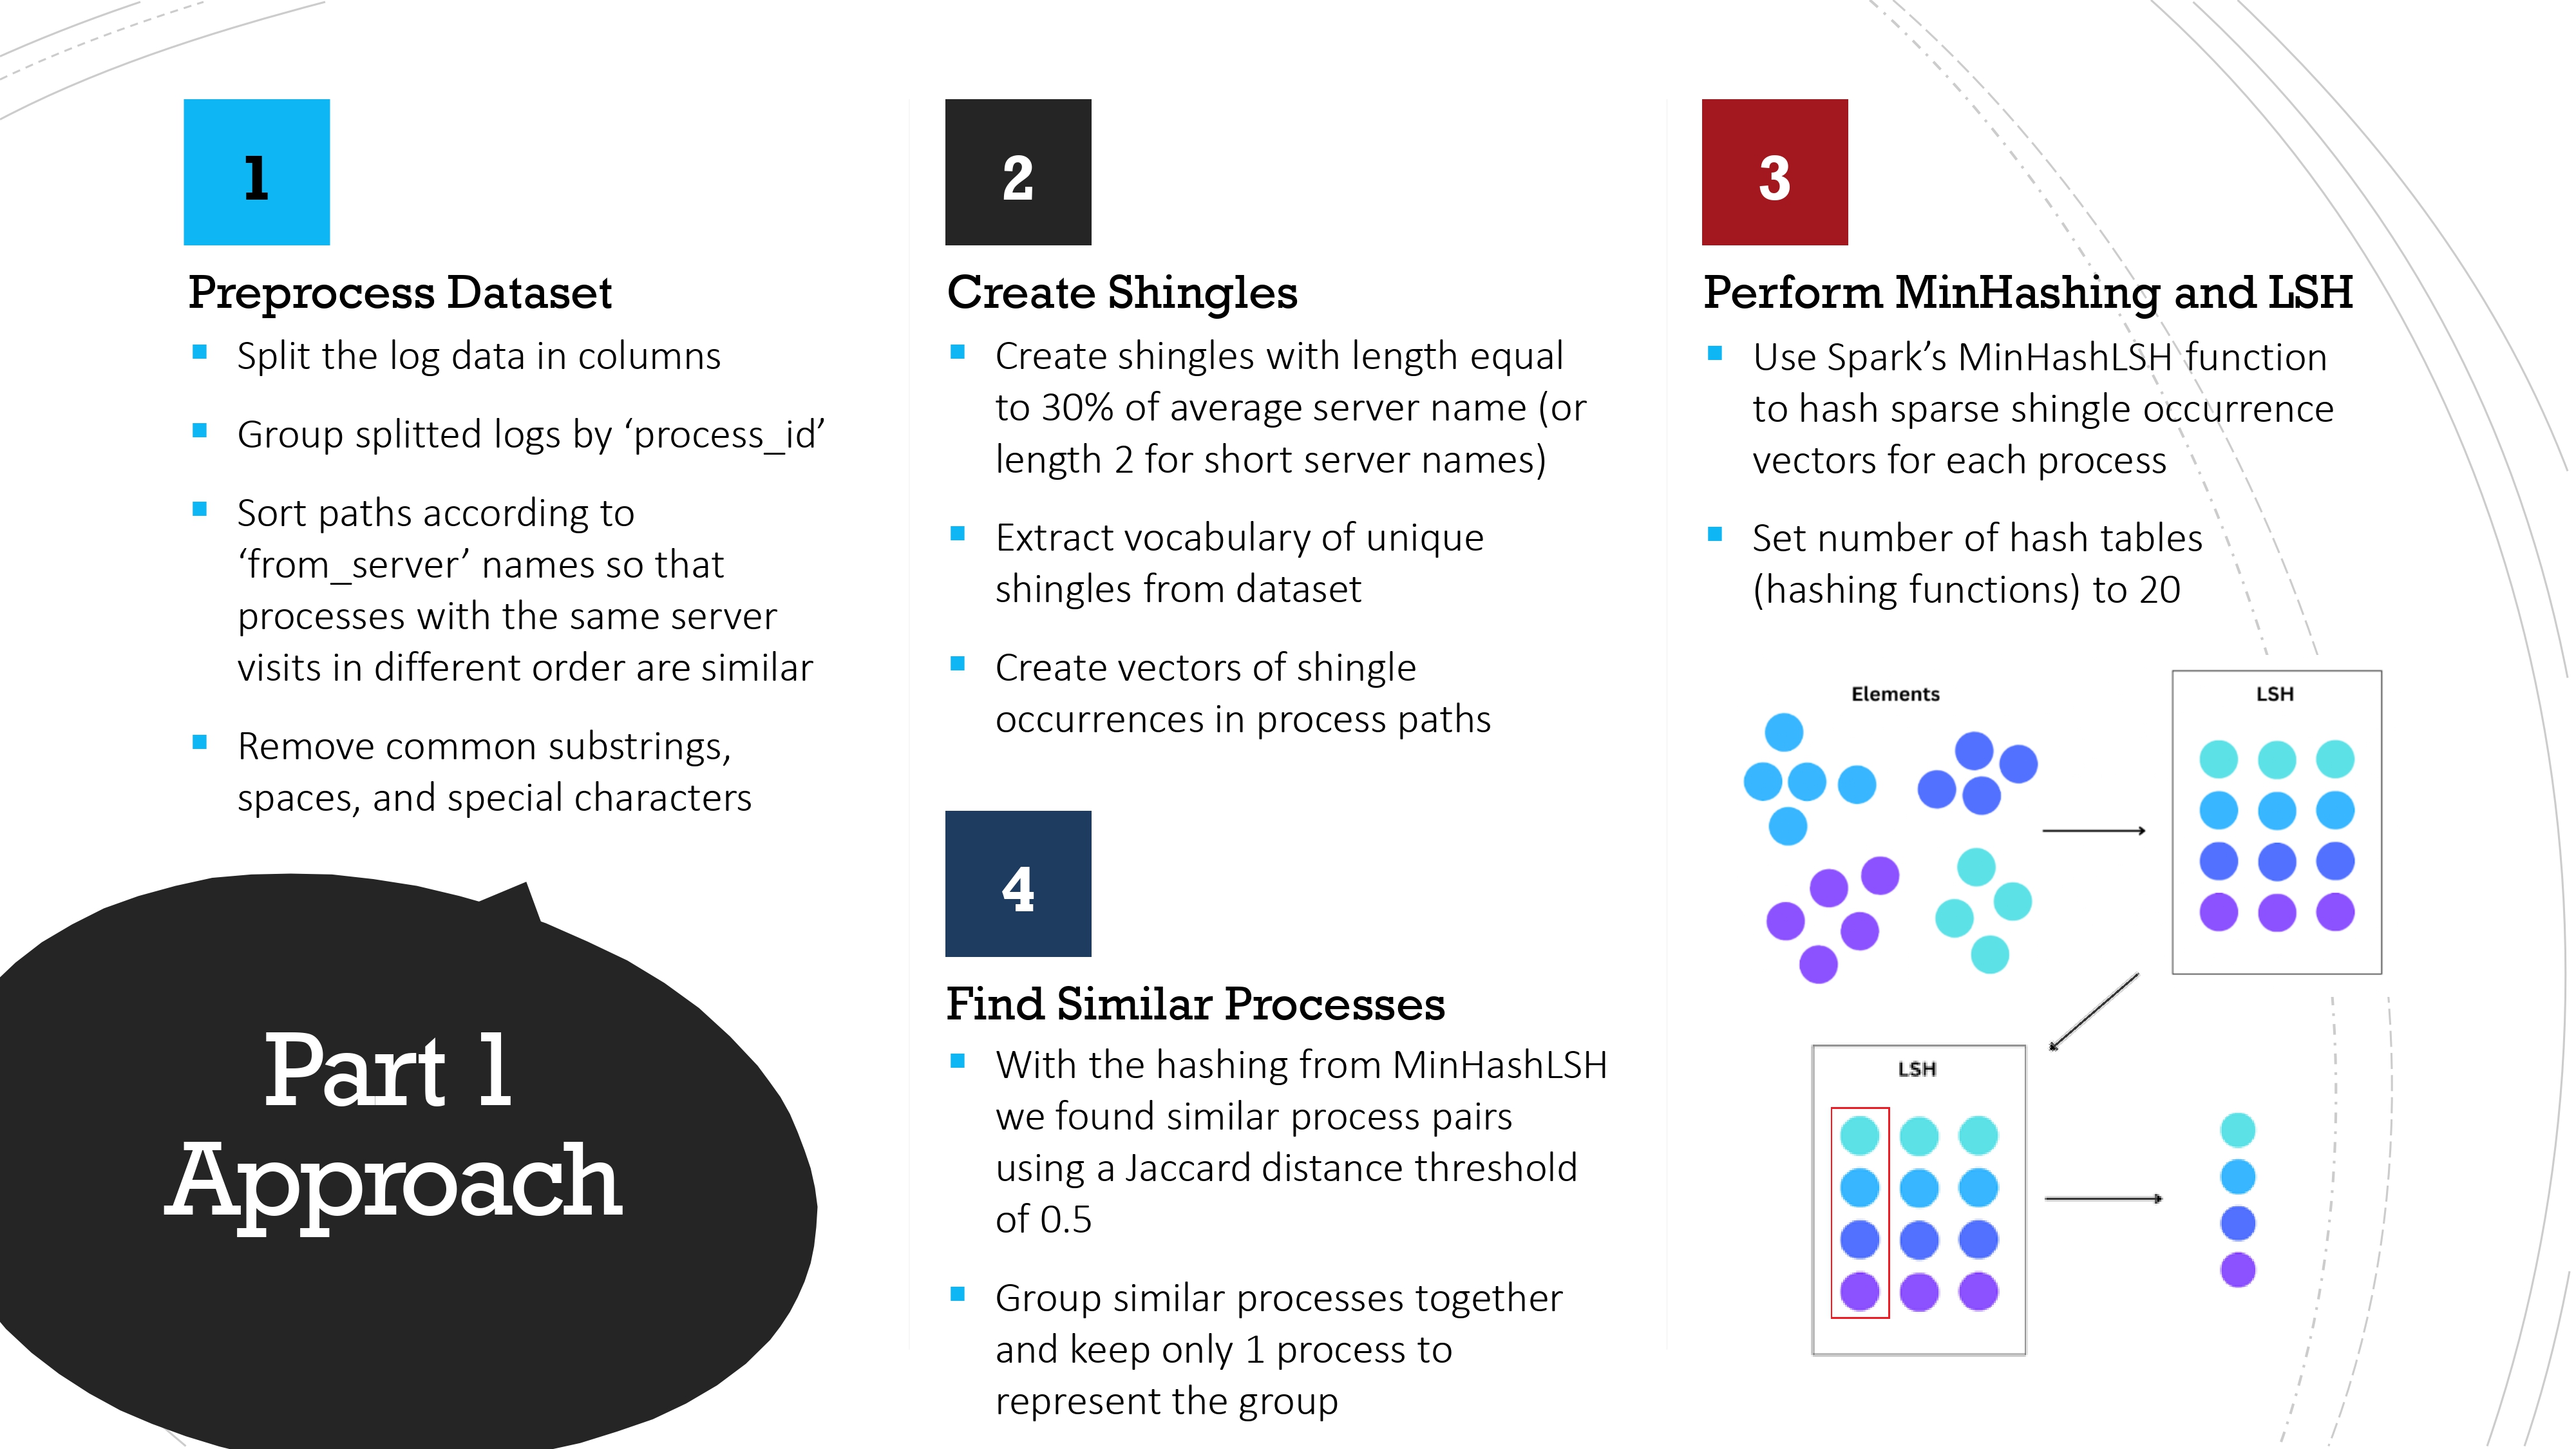 1
Preprocess Dataset
Split the log data in columns
Group splitted logs by ‘process_id’
Sort paths according to
‘from_server’ names so that
processes with the same server
visits in different order are similar
Remove common substrings,
spaces, and special characters
Part 1
Approach
2
Create Shingles
Create shingles with length equal
to 30% of average server name (or
length 2 for short server names)
Extract vocabulary of unique
shingles from dataset
Create vectors of shingle
occurrences in process paths
3
Perform MinHashing and LSH
Use Spark’s MinHashLSH function
to hash sparse shingle occurrence
vectors for each process
Set number of hash tables
(hashing functions) to 20
Elements
LSH
LSH
4
Find Similar Processes
With the hashing from MinHashLSH
we found similar process pairs
using a Jaccard distance threshold
of 0.5
Group similar processes together
and keep only 1 process to
represent the group